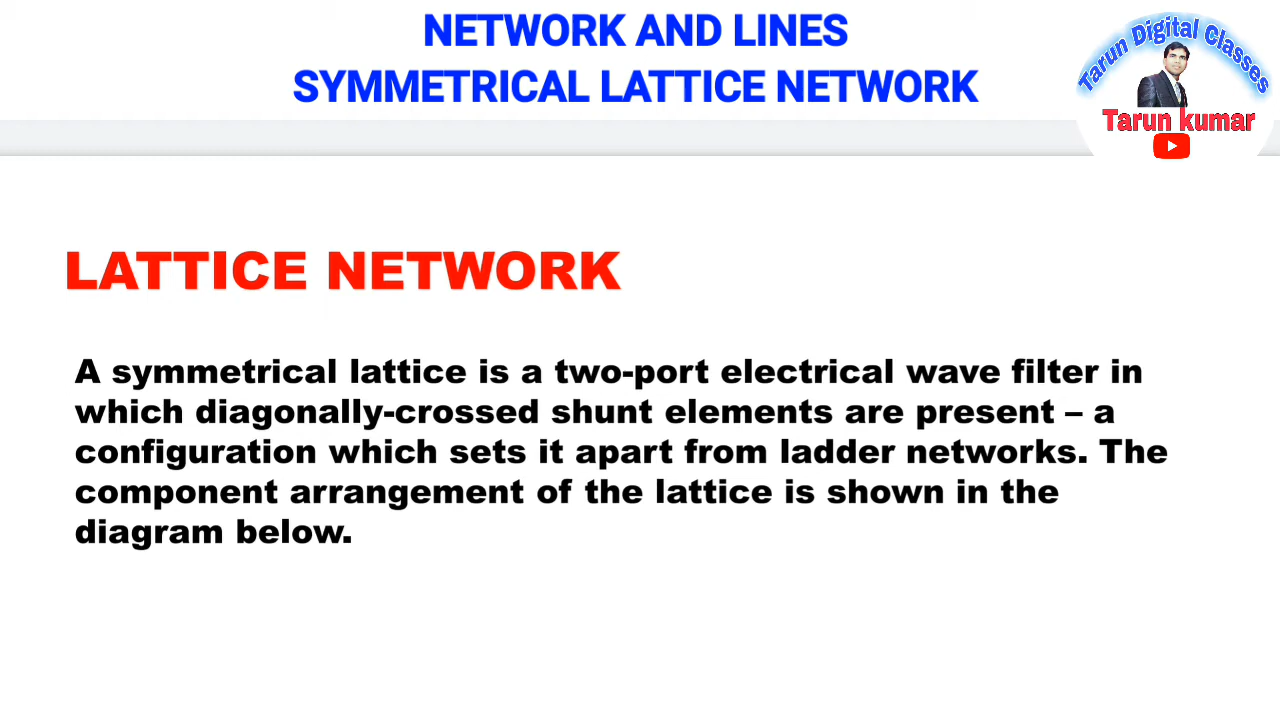 NETWORK AND LINES
SYMMETRICAL LATTICE NETWORK
Tarun Digital Classes
Tarun kumar
LATTICE NETWORK
A symmetrical lattice is a two-port electrical wave filter in
which diagonally-crossed shunt elements are present – a
configuration which sets it apart from ladder networks. The
component arrangement of the lattice is shown in the
diagram below.